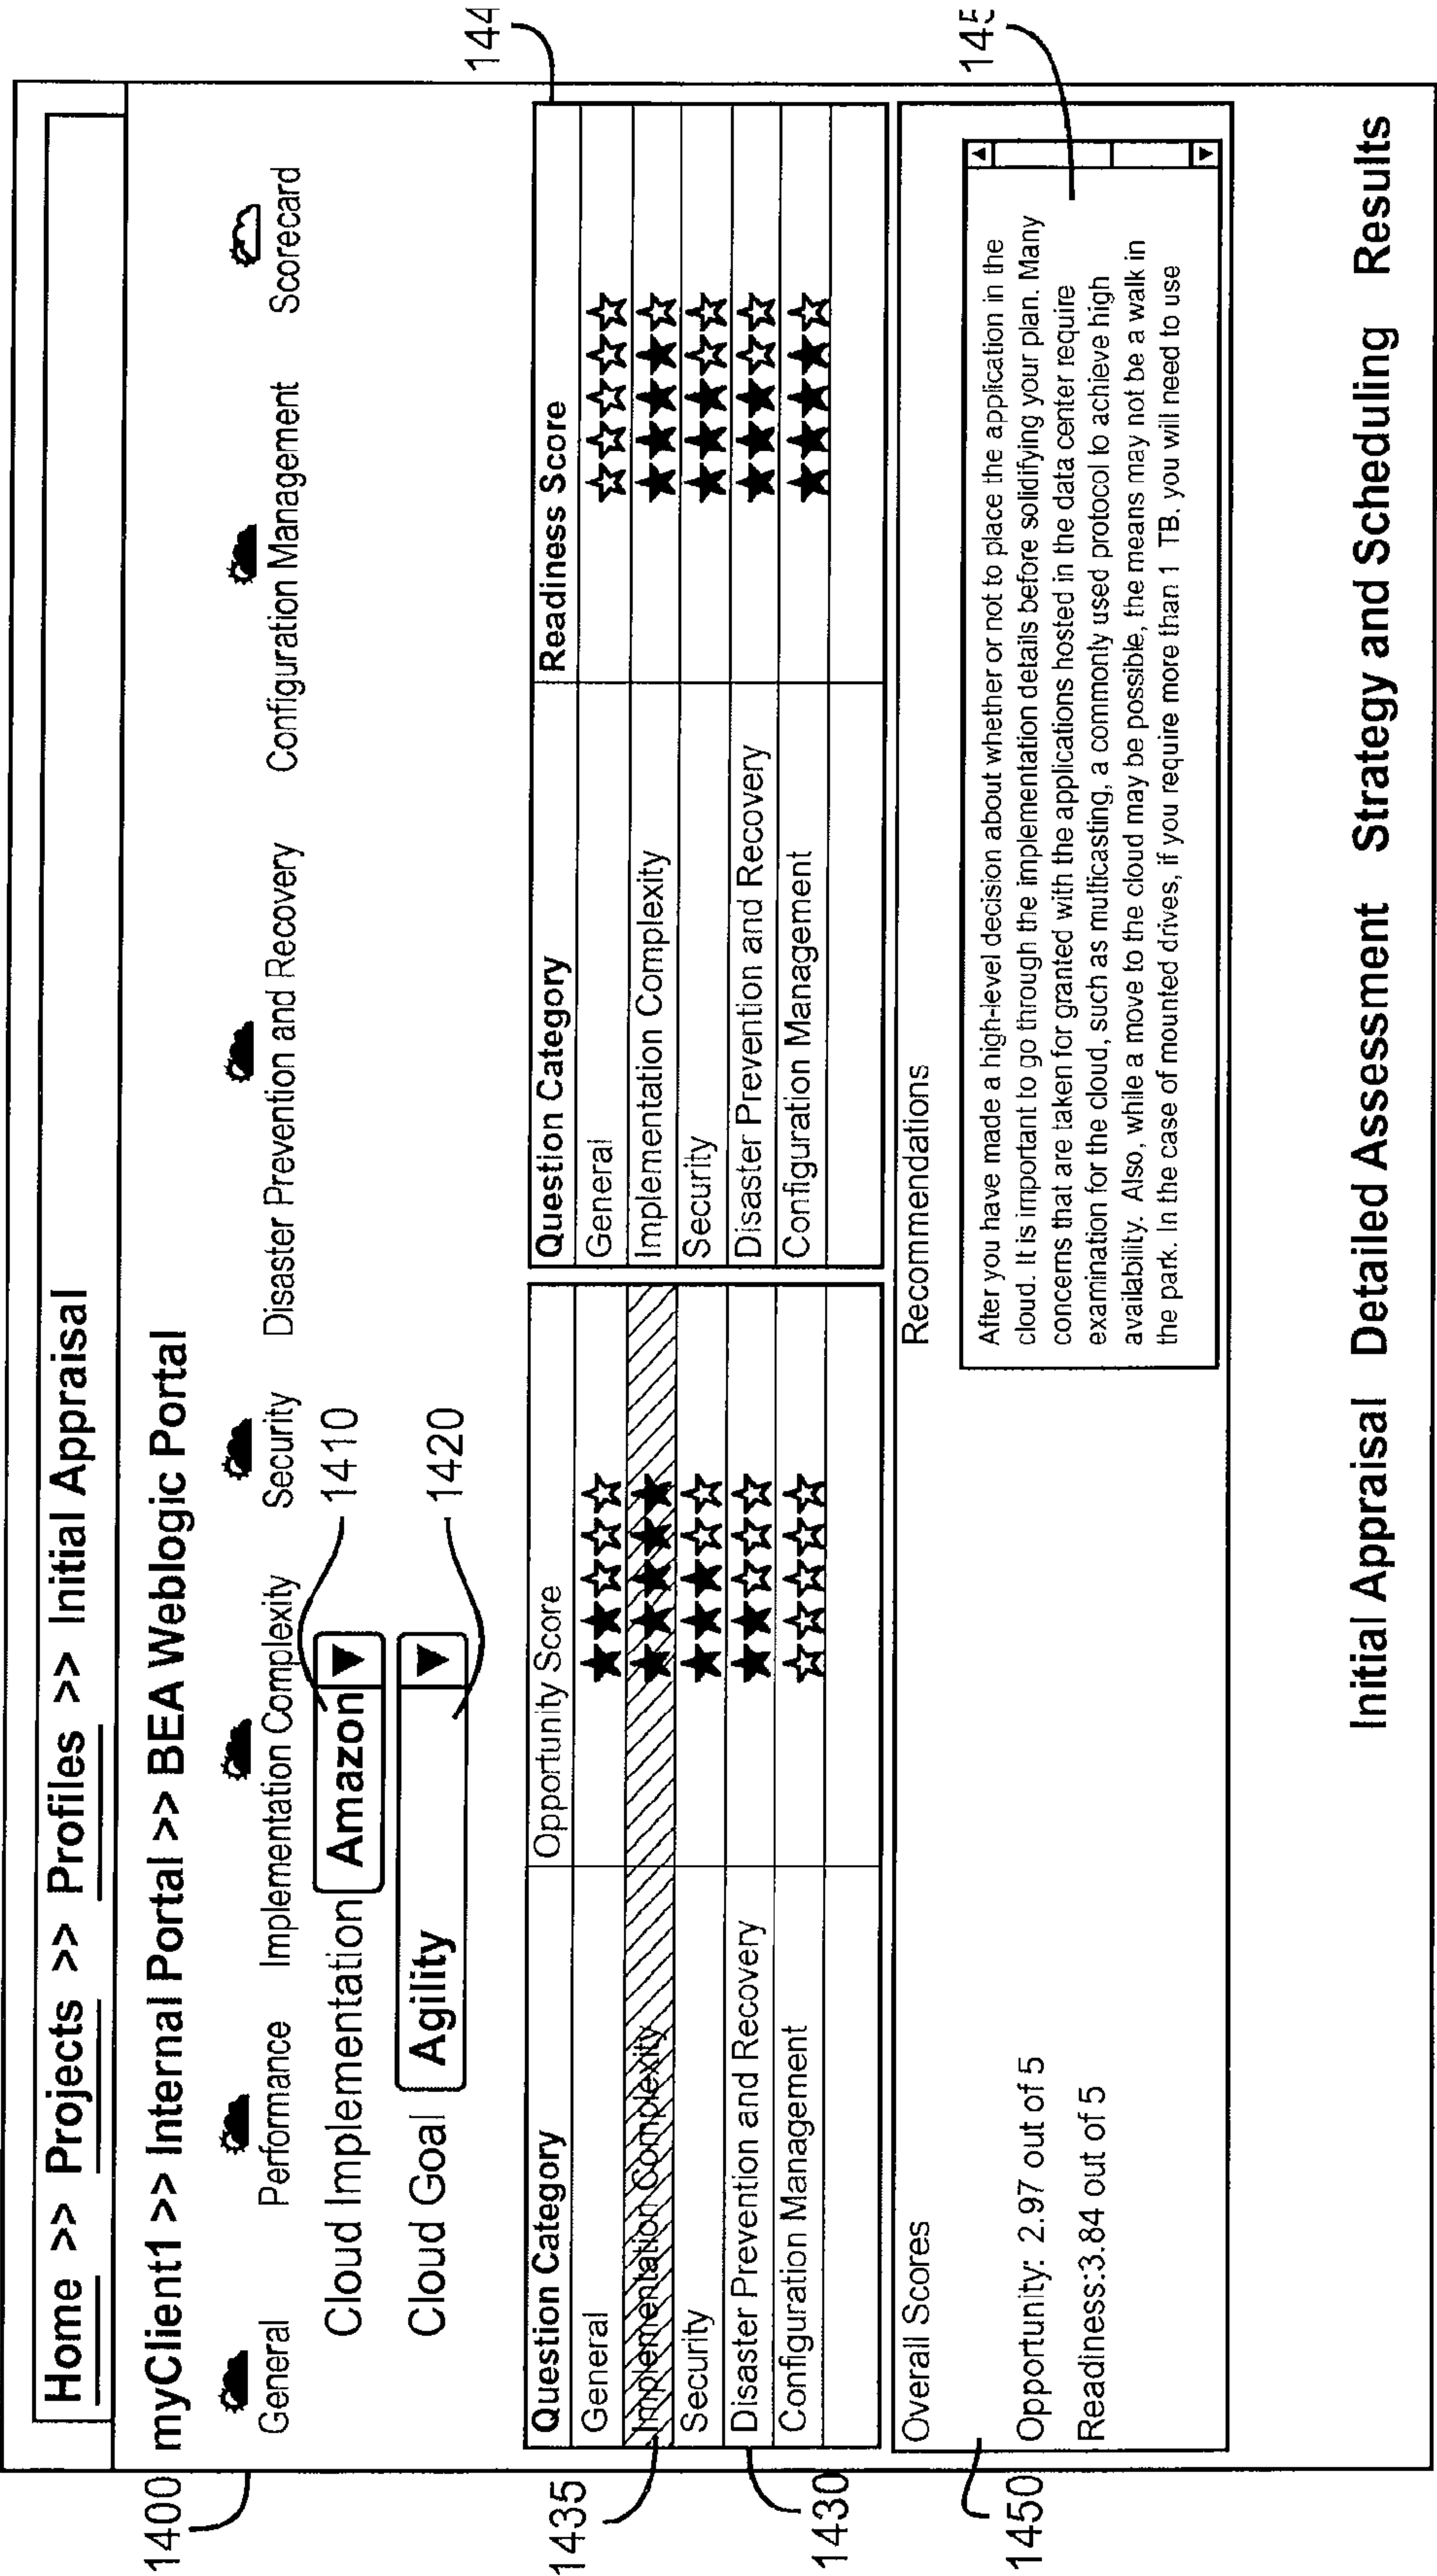 Home >> Projects >> Profiles >> Initial Appraisal
1400
myClient1 >> Internal Portal >> BEA Weblogic Portal
General Performance Implementation Complexity Security Disaster Prevention and Recovery Configuration Management Scorecard
Cloud Implementation Amazon 1410
Cloud Goal Agility 1420
144
Question Category Opportunity Score
General
Implementation Complexity
Security
Disaster Prevention and Recovery
Configuration Management
1435
1430
Question Category Readiness Score
General
Implementation Complexity
Security
Disaster Prevention and Recovery
Configuration Management
Overall Scores
Opportunity: 2.97 out of 5
Readiness:3.84 out of 5
1450
Recommendations
After you have made a high-level decision about whether or not to place the application in the
cloud. It is important to go through the implementation details before solidifying your plan. Many
concerns that are taken for granted with the applications hosted in the data center require
examination for the cloud, such as multicasting, a commonly used protocol to achieve high
availability. Also, while a move to the cloud may be possible, the means may not be a walk in
the park. In the case of mounted drives, if you require more than 1 TB, you will need to use
Initial Appraisal Detailed Assessment Strategy and Scheduling Results